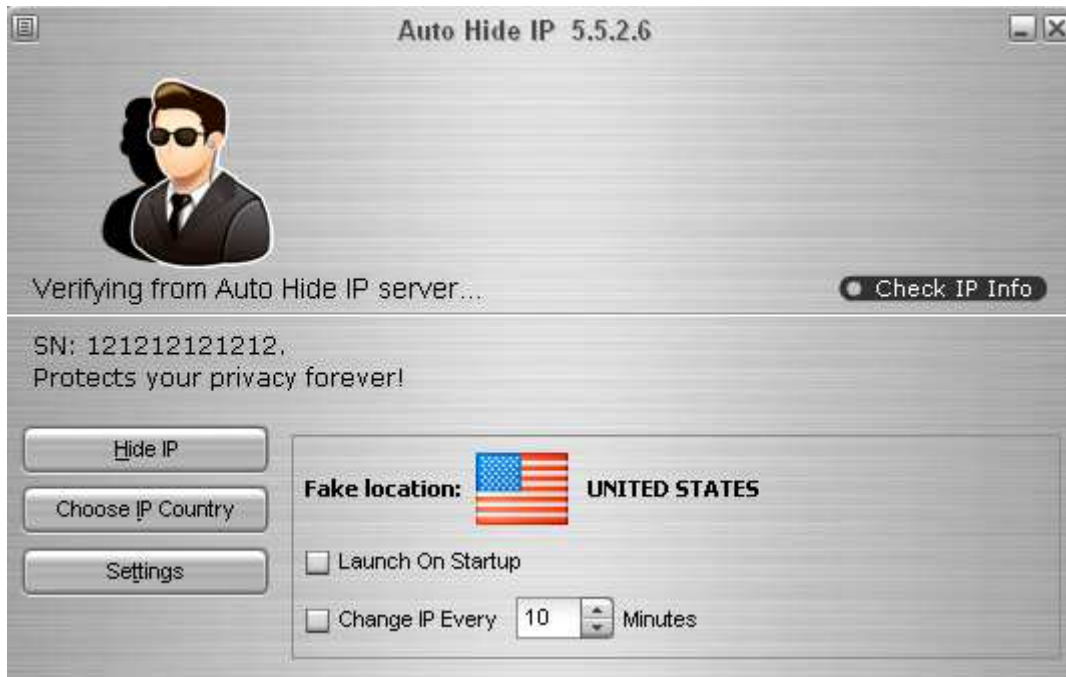 Auto Hide IP 5.5.2.6
Verifying from Auto Hide IP server...
Check IP Info
SN: 121212121212,
Protects your privacy forever!
Hide IP
Choose IP Country
Settings
Fake location: UNITED STATES
Launch On Startup
Change IP Every 10 Minutes